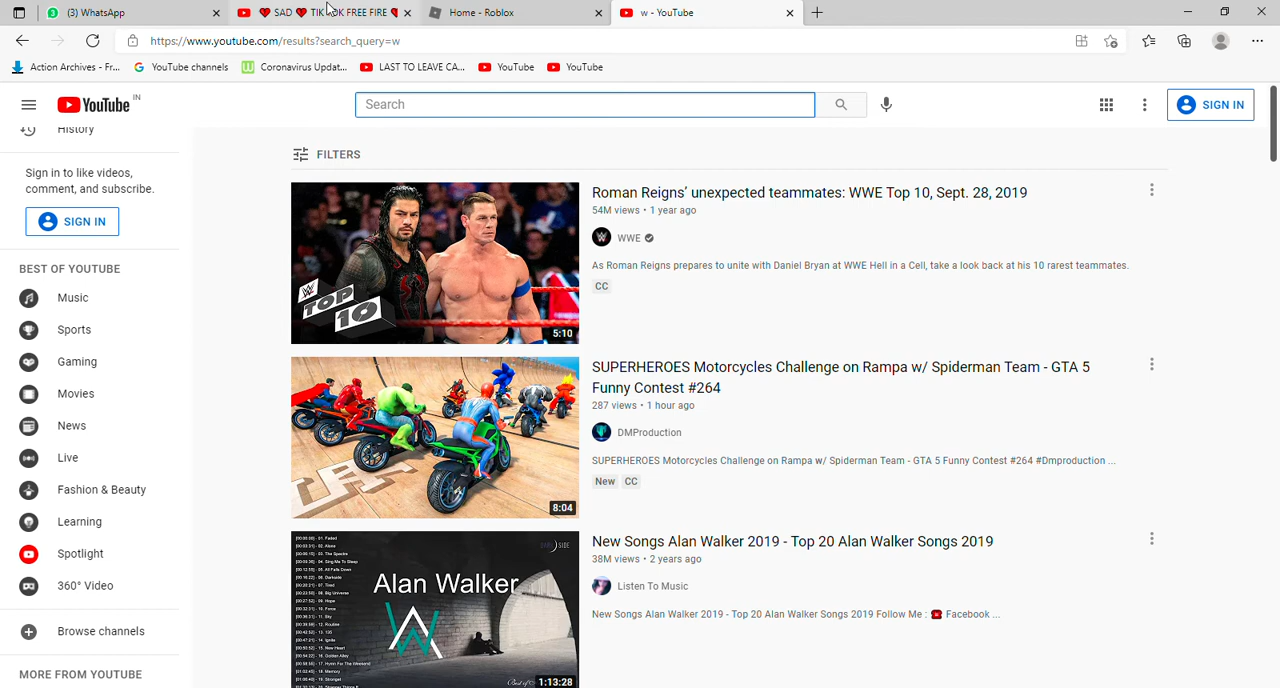 (3) WhatsApp
SAD ❤ TIKTOK FREE FIRE
Home - Roblox
w - YouTube
https://www.youtube.com/results?search_query=w
Action Archives - Fr...
YouTube channels
Coronavirus Updat...
LAST TO LEAVE CA...
YouTube
YouTube
YouTube IN
Search
SIGN IN
History
Sign in to like videos,
comment, and subscribe.
SIGN IN
BEST OF YOUTUBE
Music
Sports
Gaming
Movies
News
Live
Fashion & Beauty
Learning
Spotlight
360° Video
Browse channels
MORE FROM YOUTUBE
FILTERS
TOP
10
5:10
Roman Reigns’ unexpected teammates: WWE Top 10, Sept. 28, 2019
54M views • 1 year ago
WWE
As Roman Reigns prepares to unite with Daniel Bryan at WWE Hell in a Cell, take a look back at his 10 rarest teammates.
CC
8:04
SUPERHEROES Motorcycles Challenge on Rampa w/ Spiderman Team - GTA 5
Funny Contest #264
287 views • 1 hour ago
DMProduction
SUPERHEROES Motorcycles Challenge on Rampa w/ Spiderman Team - GTA 5 Funny Contest #264 #Dmproduction ...
New CC
Alan Walker
1:13:28
New Songs Alan Walker 2019 - Top 20 Alan Walker Songs 2019
38M views • 2 years ago
Listen To Music
New Songs Alan Walker 2019 - Top 20 Alan Walker Songs 2019 Follow Me : Facebook ...